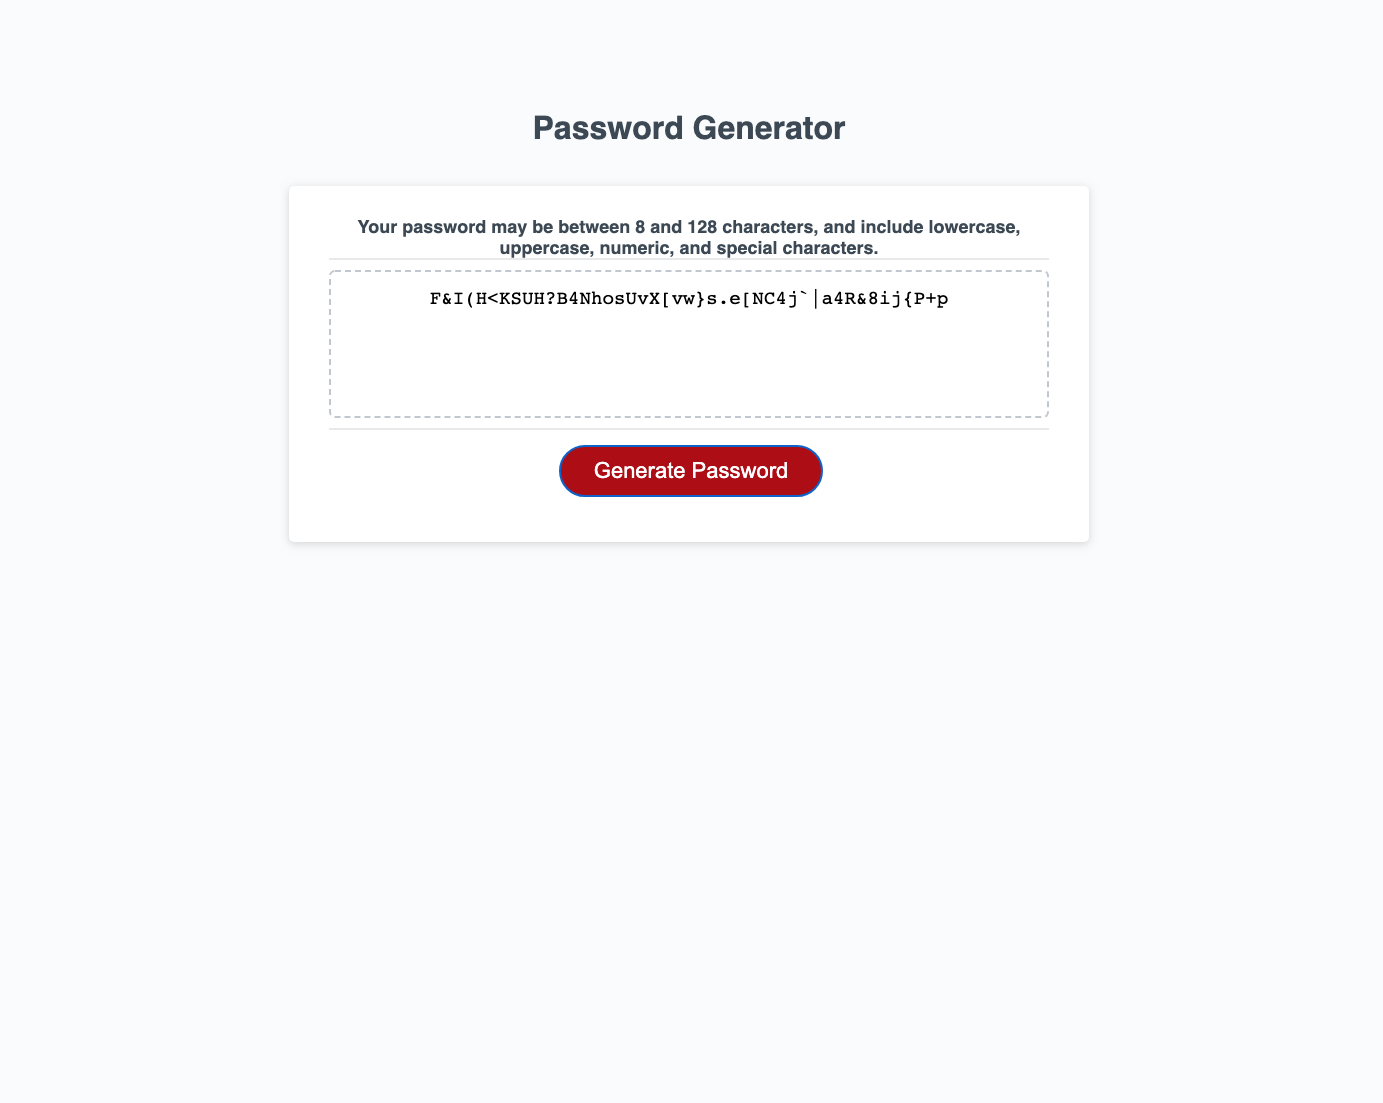 Password Generator
Your password may be between 8 and 128 characters, and include lowercase,
uppercase, numeric, and special characters.
F&I(H<KSUH?B4NhosUvX[vw}s.e[NC4j`|a4R&8ij{P+p
Generate Password